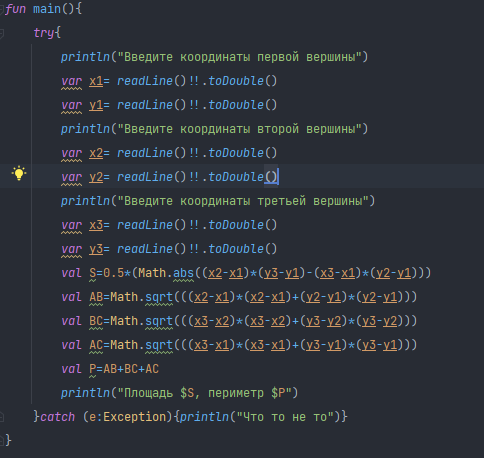 fun main(){
try{
println("Введите координаты первой вершины")
var x1= readLine()!!.toDouble()
var y1= readLine()!!.toDouble()
println("Введите координаты второй вершины")
var x2= readLine()!!.toDouble()
var y2= readLine()!!.toDouble()
println("Введите координаты третьей вершины")
var x3= readLine()!!.toDouble()
var y3= readLine()!!.toDouble()
val S=0.5*(Math.abs((x2-x1)*(y3-y1)-(x3-x1)*(y2-y1)))
val AB=Math.sqrt(((x2-x1)*(x2-x1)+(y2-y1)*(y2-y1)))
val BC=Math.sqrt(((x3-x2)*(x3-x2)+(y3-y2)*(y3-y2)))
val AC=Math.sqrt(((x3-x1)*(x3-x1)+(y3-y1)*(y3-y1)))
val P=AB+BC+AC
println("Площадь $S, периметр $P")
}catch (e:Exception){println("Что то не то")}
}